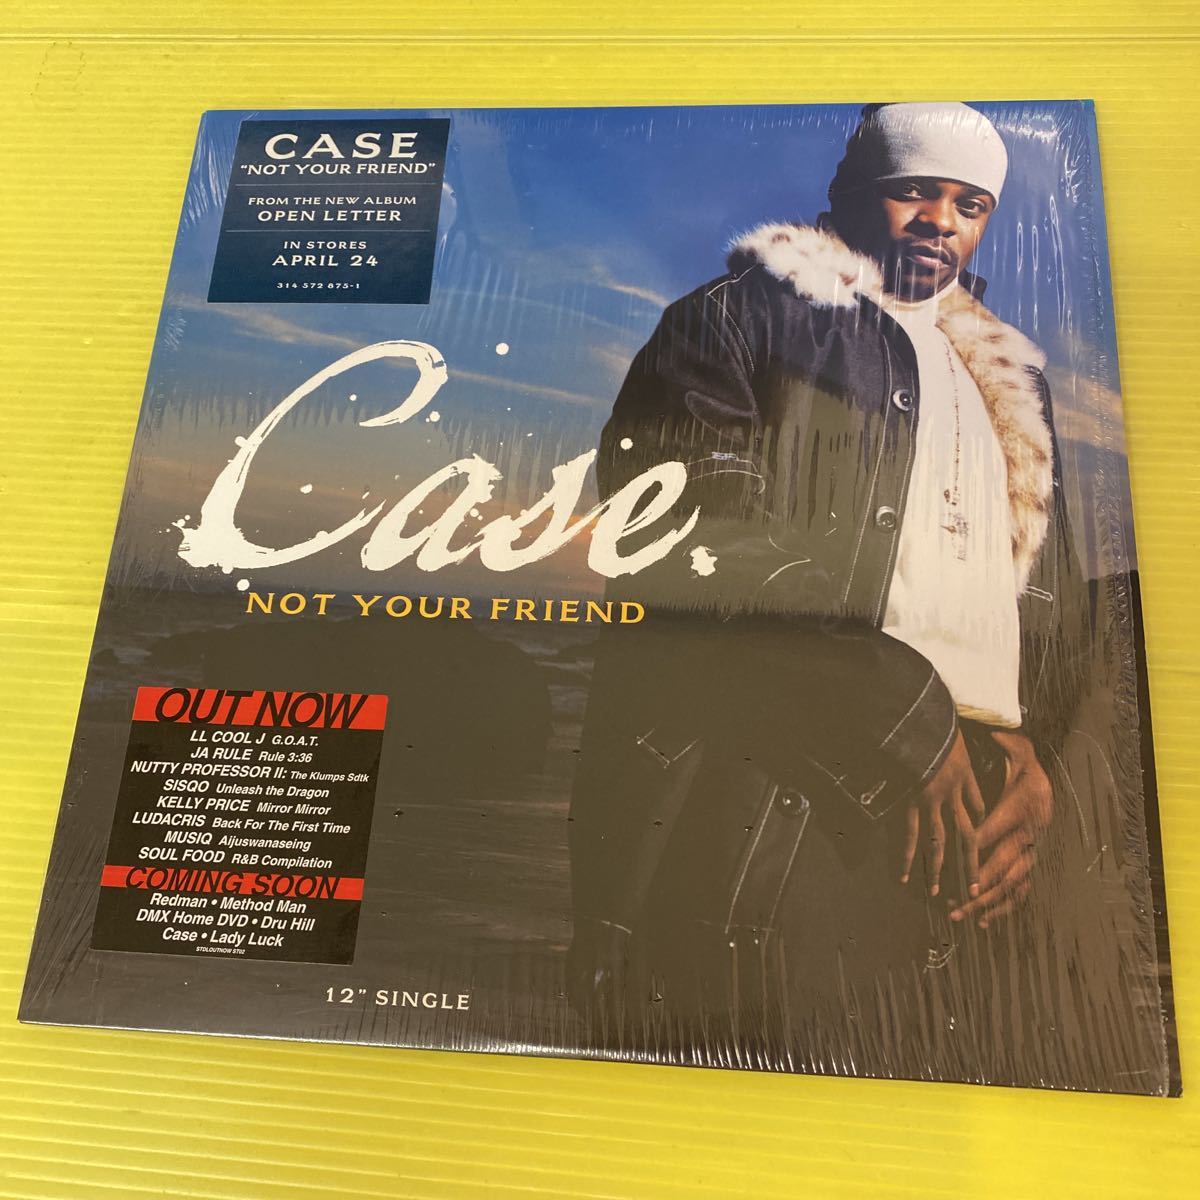 CASE
"NOT YOUR FRIEND"
FROM THE NEW ALBUM
OPEN LETTER
IN STORES
APRIL 24
314 572 875-1
Case.
NOT YOUR FRIEND
OUT NOW
LL COOL J G.O.A.T.
JA RULE Rule 3:36
NUTTY PROFESSOR II: The Klumps Sdtk
SISQO Unleash the Dragon
KELLY PRICE Mirror Mirror
LUDACRIS Back For The First Time
MUSIQ Aijuswanaseing
SOUL FOOD R&B Compilation
COMING SOON
Redman • Method Man
DMX Home DVD • Dru Hill
Case • Lady Luck
STDLOUTNOW ST02
12" SINGLE